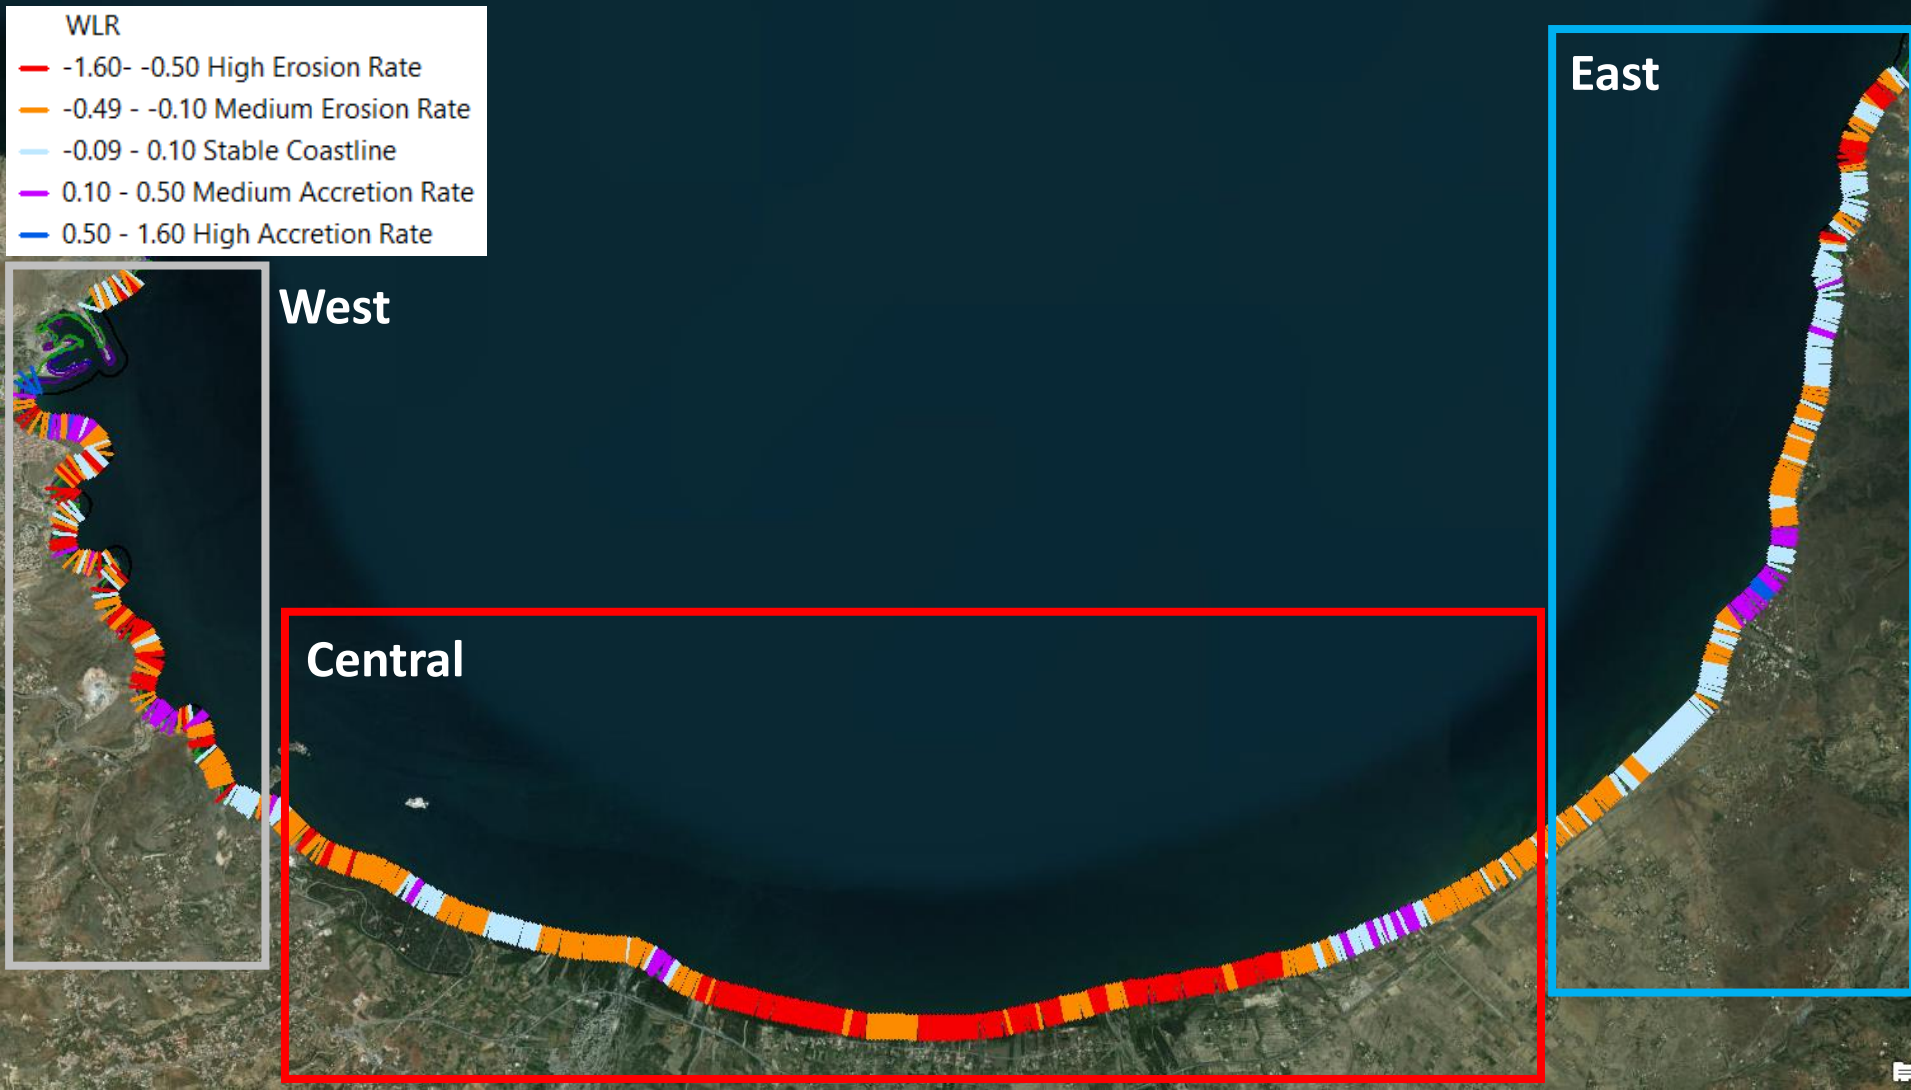 WLR
-1.60- -0.50 High Erosion Rate
-0.49 - -0.10 Medium Erosion Rate
-0.09 - 0.10 Stable Coastline
0.10 - 0.50 Medium Accretion Rate
0.50 - 1.60 High Accretion Rate
East
West
Central